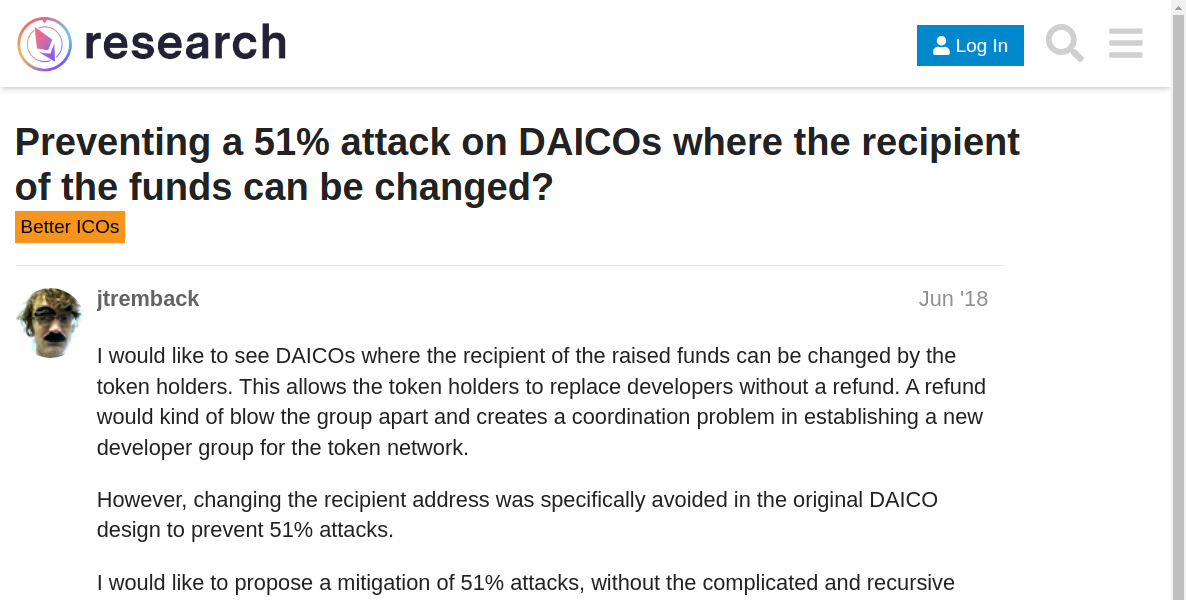 research
Log In
Preventing a 51% attack on DAICOs where the recipient
of the funds can be changed?
Better ICOs
jtremback
Jun '18
I would like to see DAICOs where the recipient of the raised funds can be changed by the
token holders. This allows the token holders to replace developers without a refund. A refund
would kind of blow the group apart and creates a coordination problem in establishing a new
developer group for the token network.
However, changing the recipient address was specifically avoided in the original DAICO
design to prevent 51% attacks.
I would like to propose a mitigation of 51% attacks, without the complicated and recursive